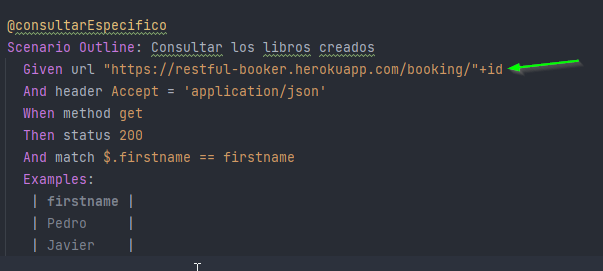 @consultarEspecifico
Scenario Outline: Consultar los libros creados
Given url "https://restful-booker.herokuapp.com/booking/"+id
And header Accept = 'application/json'
When method get
Then status 200
And match $.firstname == firstname
Examples:
| firstname |
| Pedro |
| Javier |